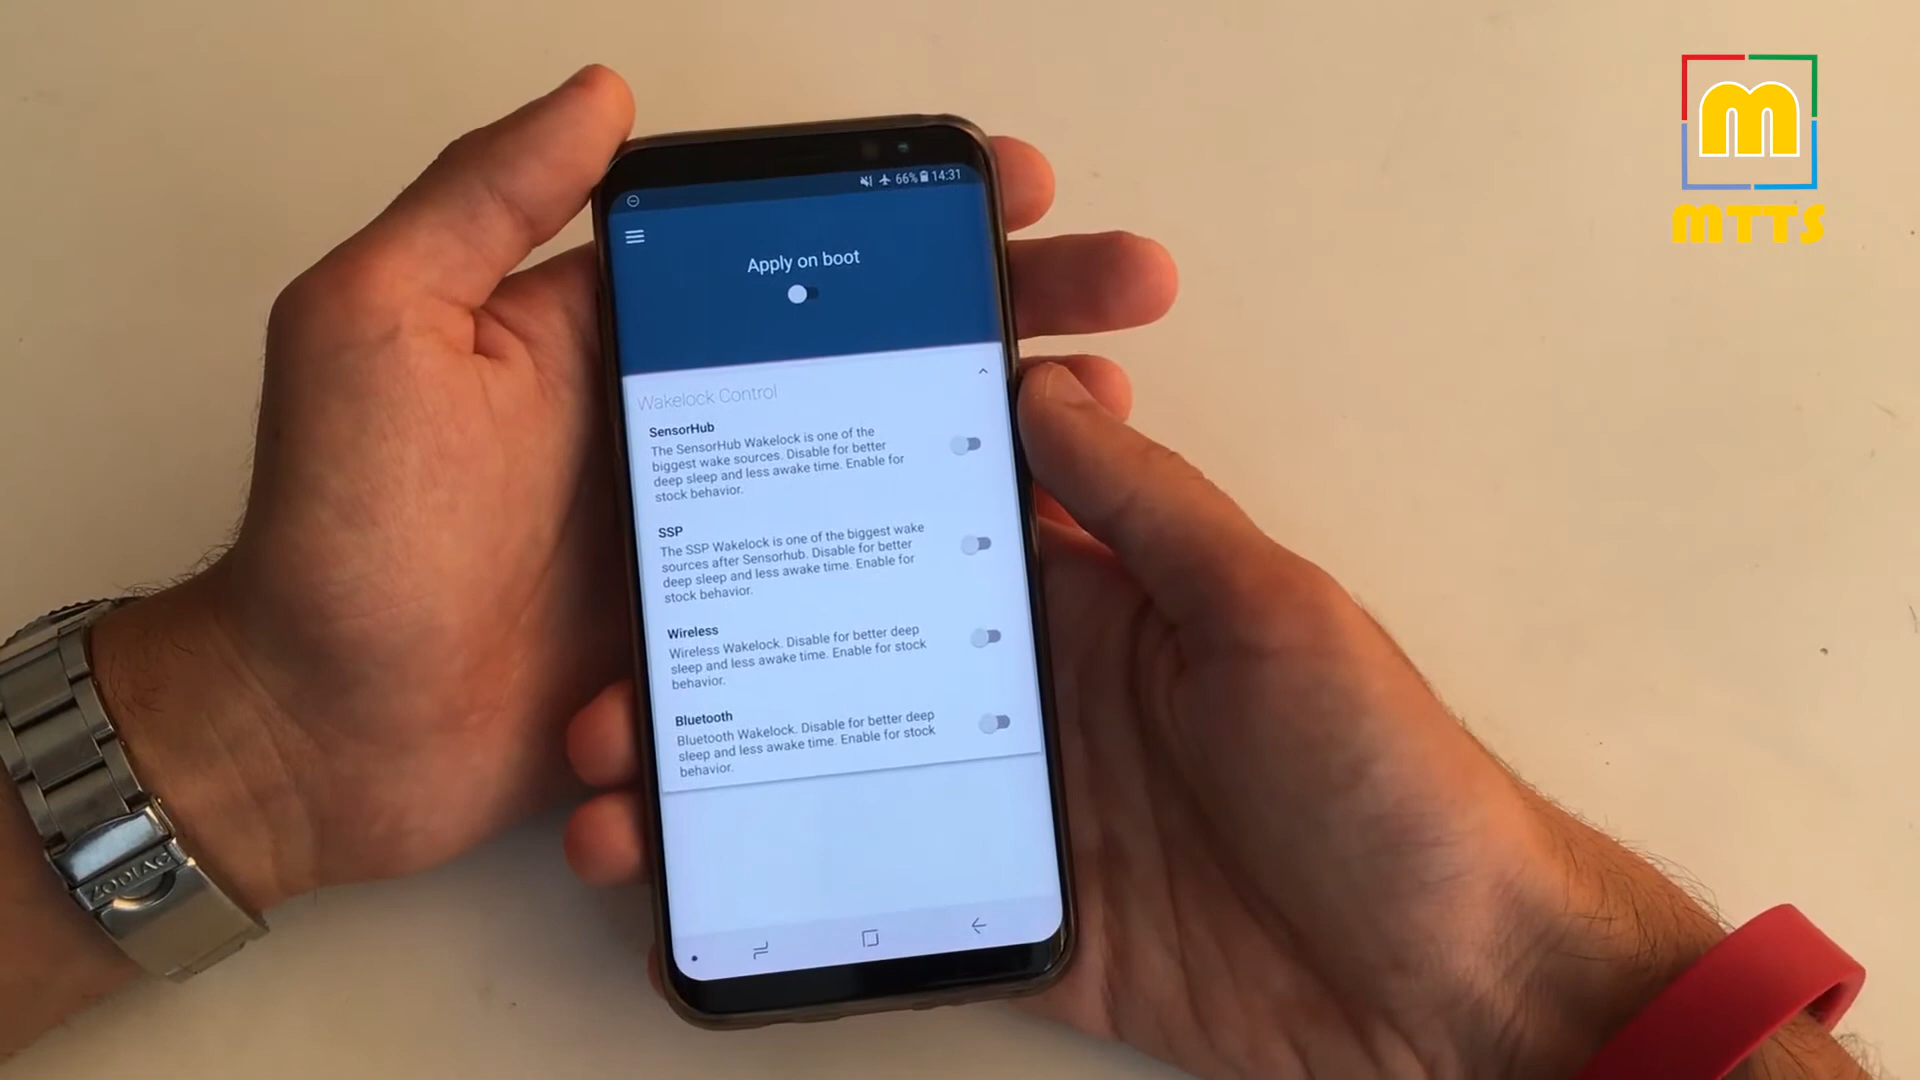 66% 14:31
Apply on boot
Wakelock Control
SensorHub
The SensorHub Wakelock is one of the
biggest wake sources. Disable for better
deep sleep and less awake time. Enable for
stock behavior.
SSP
The SSP Wakelock is one of the biggest wake
sources after Sensorhub. Disable for better
deep sleep and less awake time. Enable for
stock behavior.
Wireless
Wireless Wakelock. Disable for better deep
sleep and less awake time. Enable for stock
behavior.
Bluetooth
Bluetooth Wakelock. Disable for better deep
sleep and less awake time. Enable for stock
behavior.
ZODIAC
m
MTTS